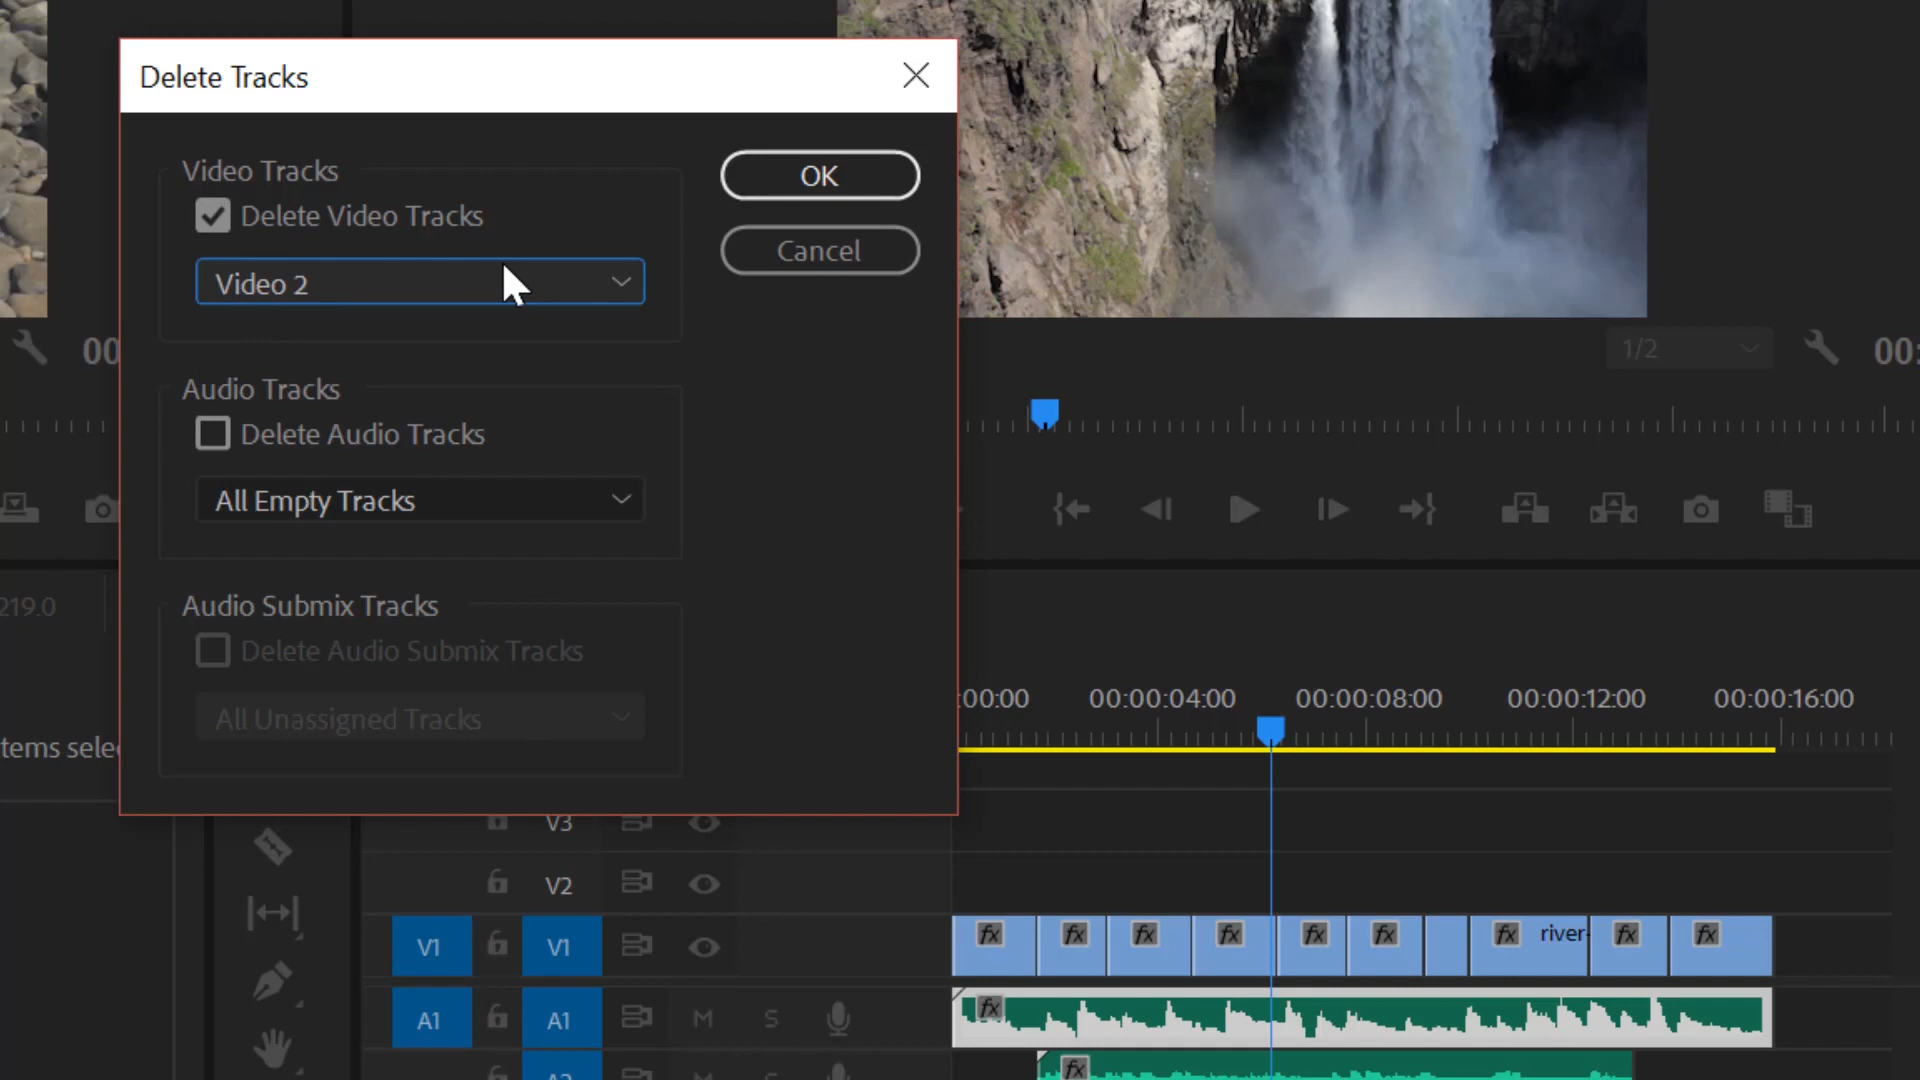 Delete Tracks
Video Tracks
Delete Video Tracks
Video 2
OK
Cancel
Audio Tracks
Delete Audio Tracks
All Empty Tracks
Audio Submix Tracks
Delete Audio Submix Tracks
All Unassigned Tracks
00
1/2
00:
219.0
:00:00 00:00:04:00 00:00:08:00 00:00:12:00 00:00:16:00
tems sele
V3
V2
V1 V1
fx fx fx fx fx fx fx river- fx fx
A1 A1 M S
fx
A2 M S
fx